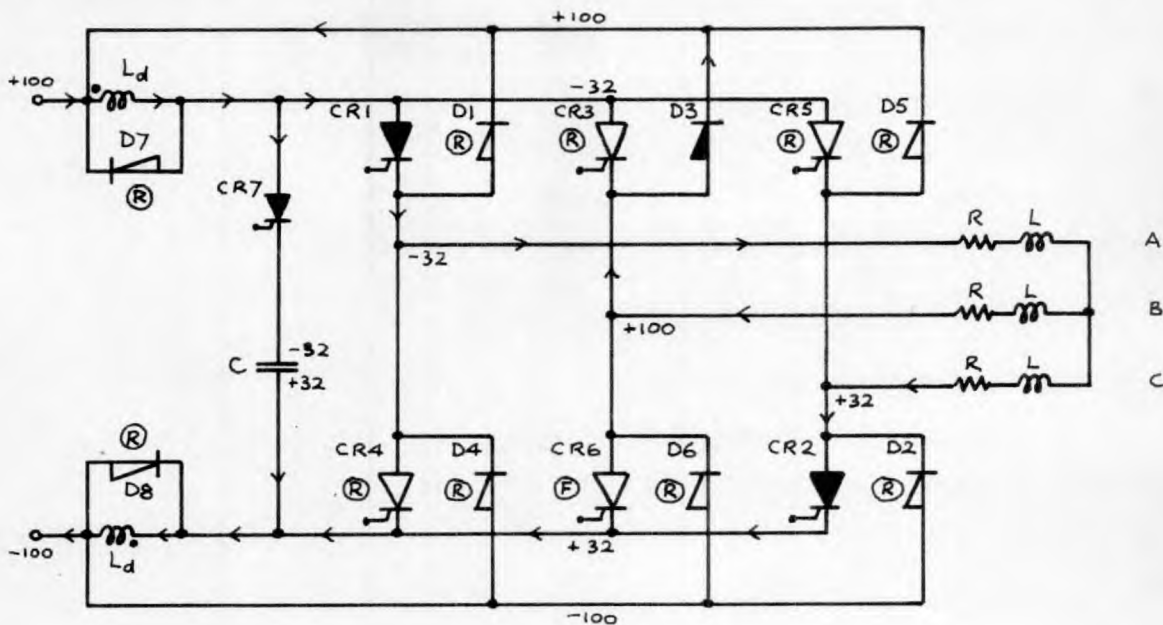 +100
+100
Ld
-32
CR1
D1
CR3
D3
CR5
D5
R
R
R
R
D7
R
CR7
-32
R
L
A
+100
R
L
B
C
-32
+32
R
L
C
+32
R
D8
CR4
D4
CR6
D6
CR2
D2
R
R
F
R
R
-100
Ld
+32
-100